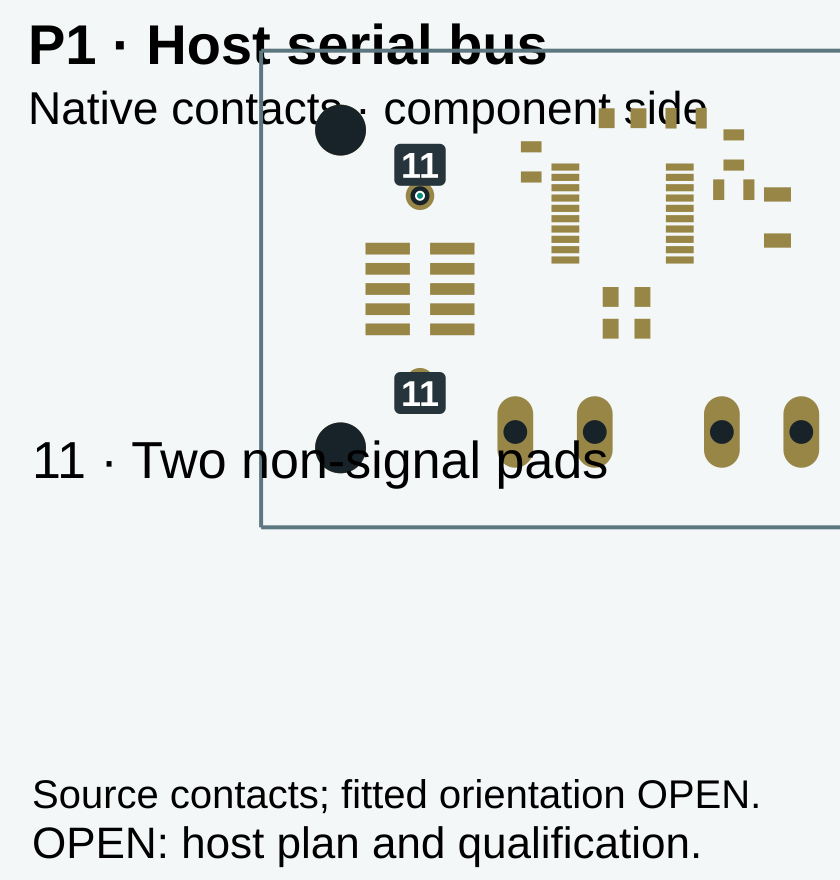 P1 · Host serial bus
Native contacts · component side
11
11
11 · Two non-signal pads
Source contacts; fitted orientation OPEN.
OPEN: host plan and qualification.